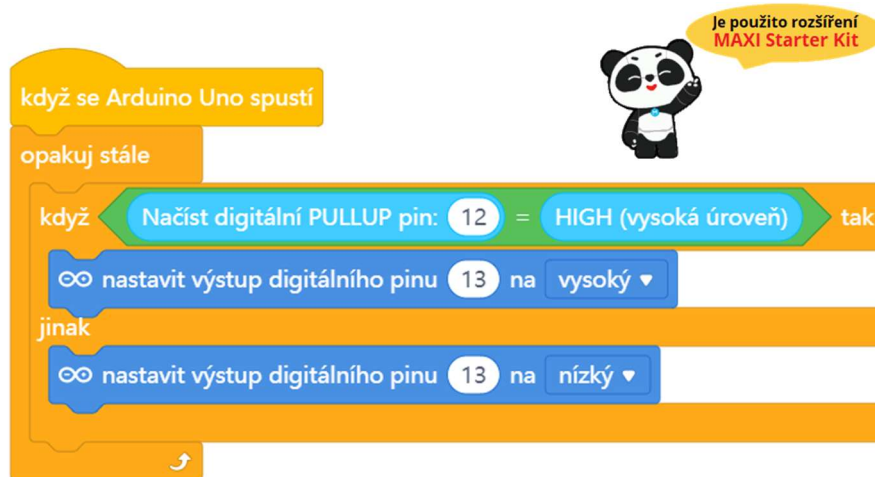 Je použito rozšíření
MAXI Starter Kit
když se Arduino Uno spustí
opakuj stále
když Načíst digitální PULLUP pin: 12 = HIGH (vysoká úroveň) tak
nastavit výstup digitálního pinu 13 na vysoký
jinak
nastavit výstup digitálního pinu 13 na nízký